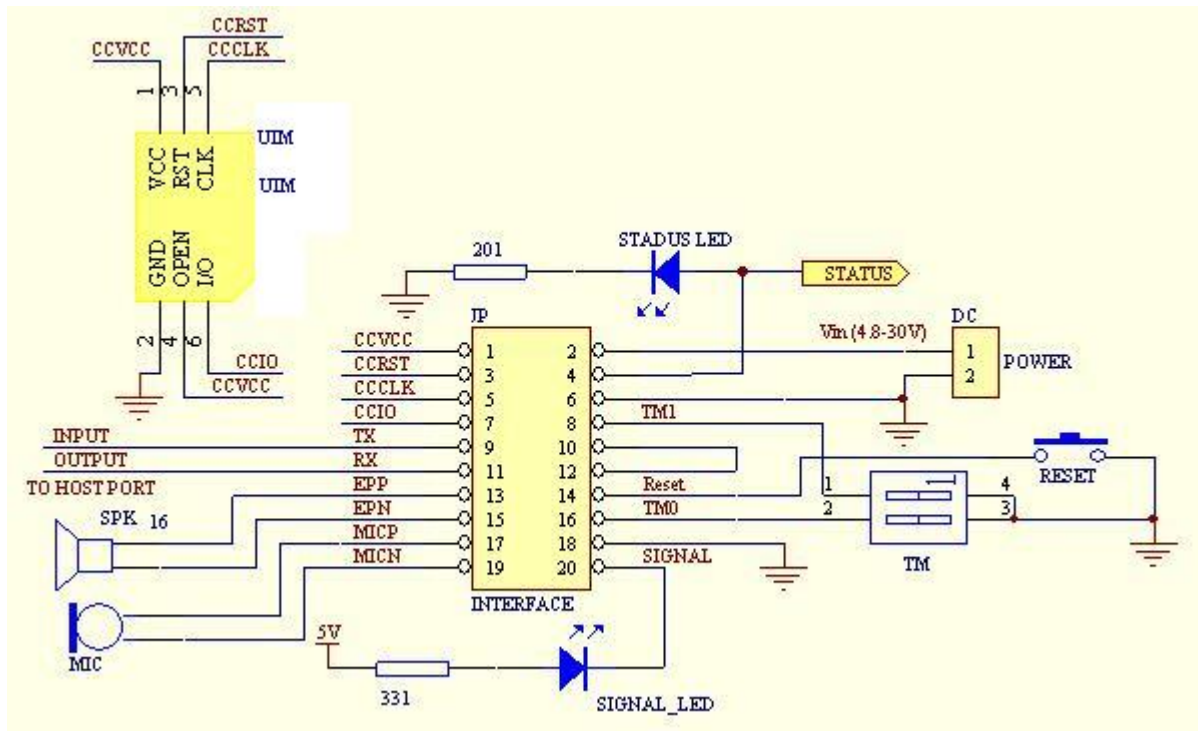 CCRST
CCVCC
CCCLK
1
3
5
UIM
VCC
RST
CLK
UIM
GND
OPEN
I/O
2
4
6
CCIO
CCVCC
201
STADUS LED
STATUS
JP
Vin (4.8-30V)
DC
CCVCC
1
2
1
POWER
CCRST
3
4
2
CCCLK
5
6
CCIO
7
8
TM1
INPUT
TX
9
10
OUTPUT
RX
11
12
RESET
TO HOST PORT
EPP
13
14
Reset
1
4
SPK 16
EPN
15
16
TM0
2
3
MICP
17
18
MICN
19
20
SIGNAL
TM
INTERFACE
MIC
5V
331
SIGNAL_LED